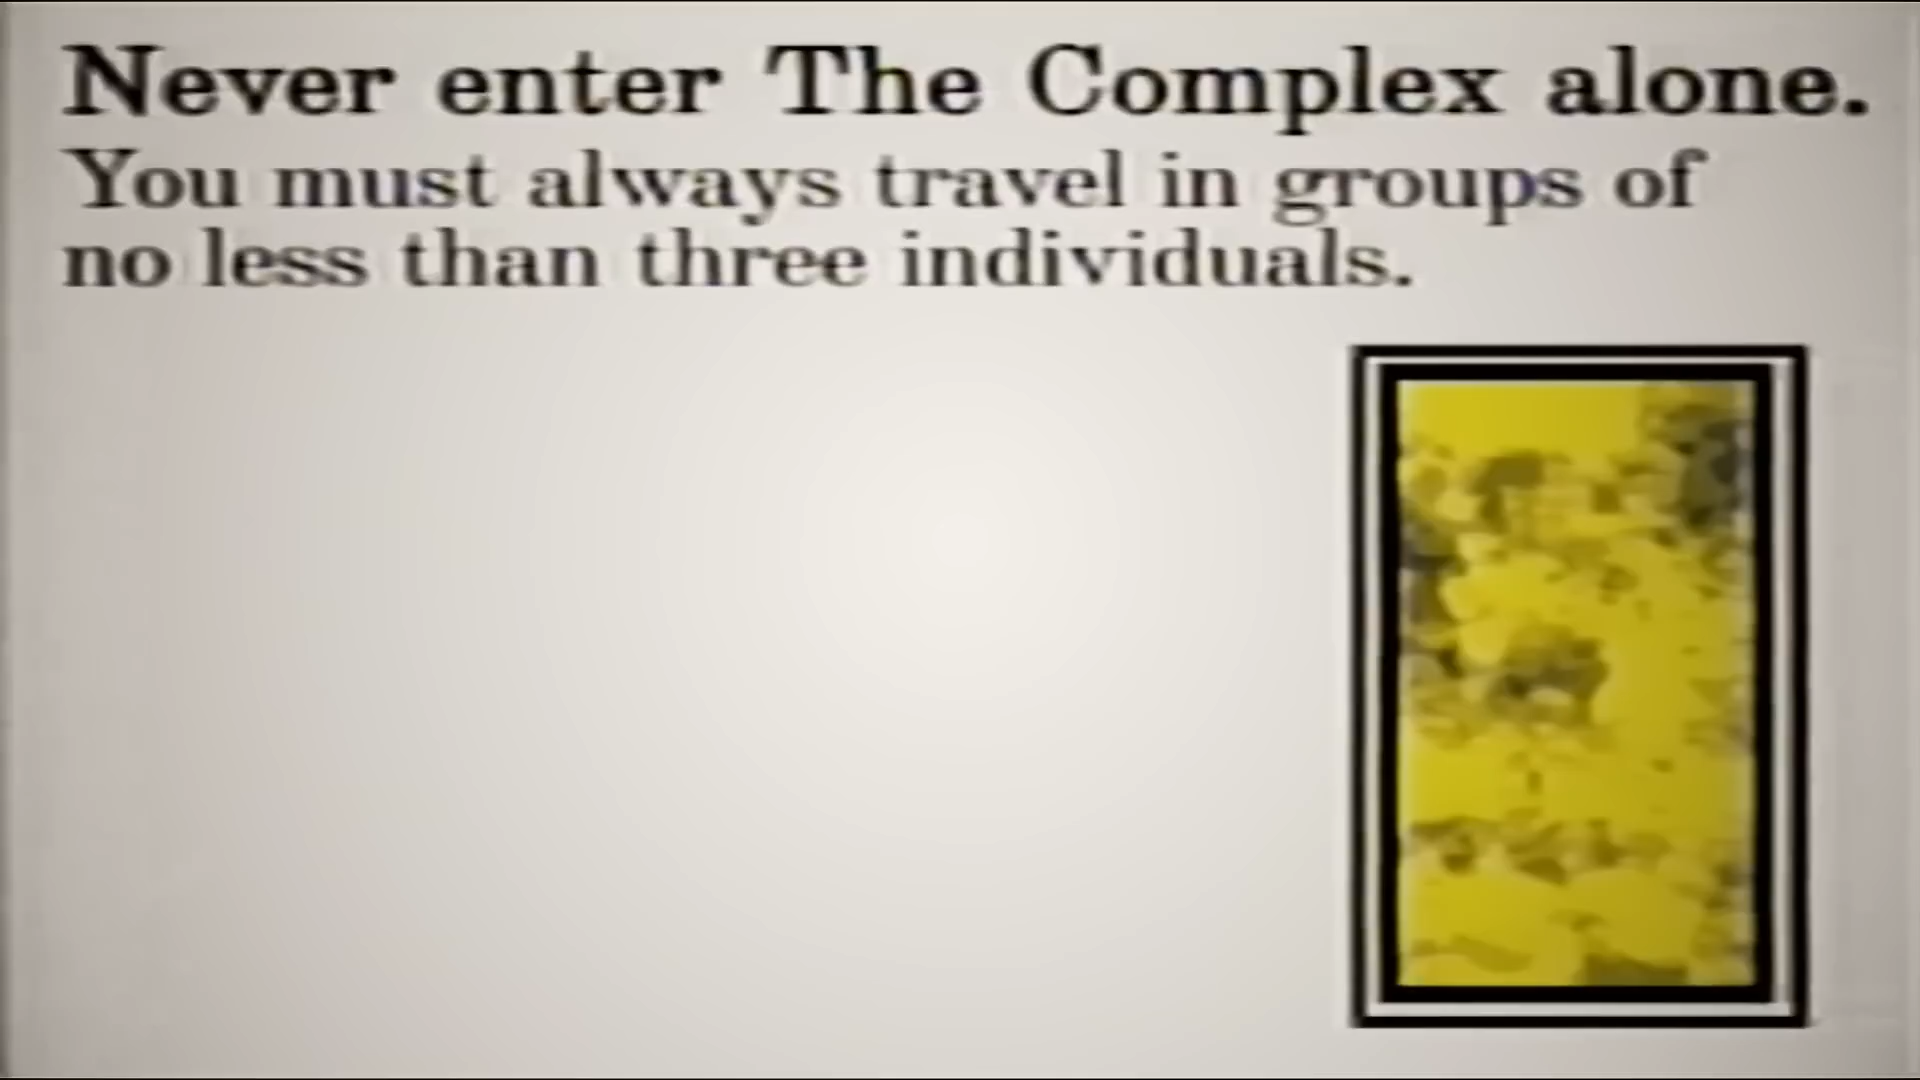 Never enter The Complex alone.
You must always travel in groups of
no less than three individuals.